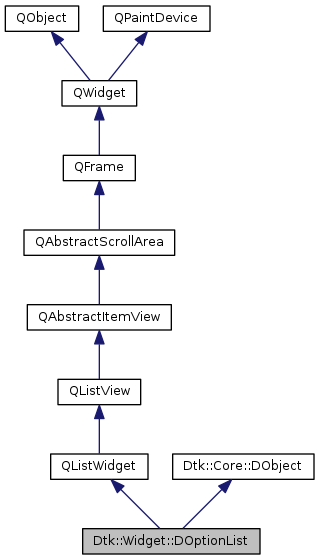 QObject
QPaintDevice
QWidget
QFrame
QAbstractScrollArea
QAbstractItemView
QListView
QListWidget
Dtk::Core::DObject
Dtk::Widget::DOptionList